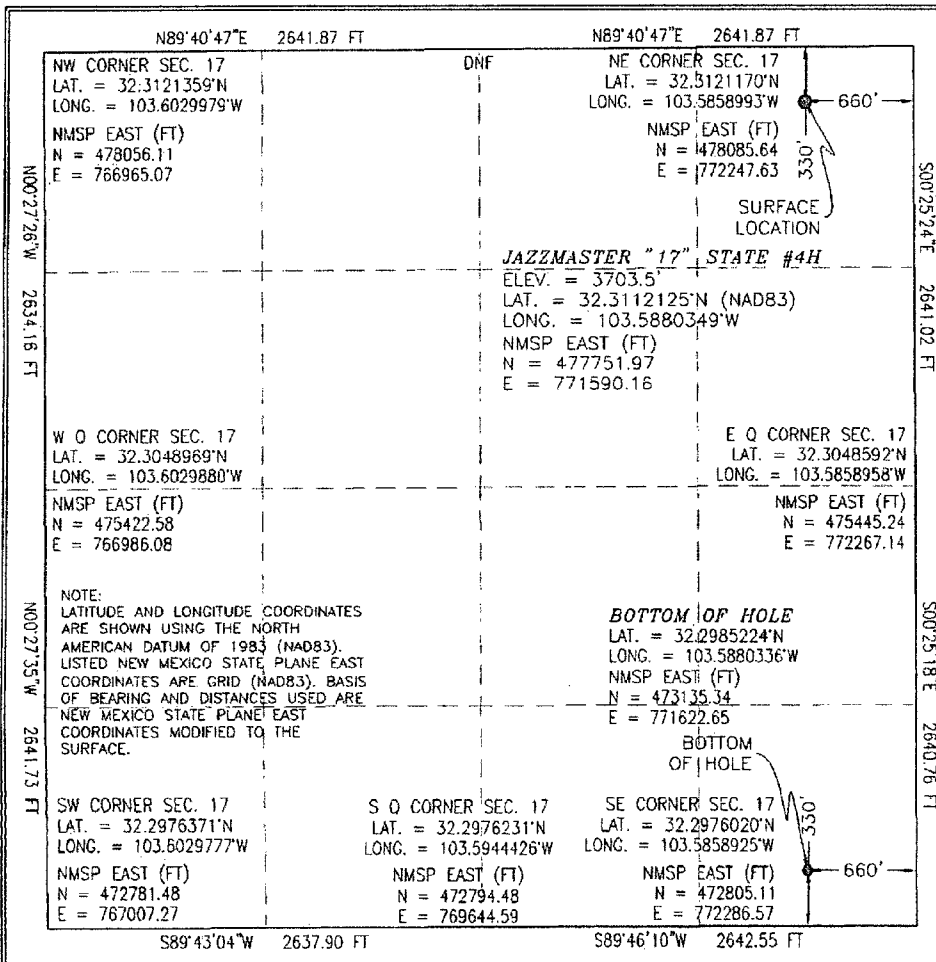 N89°40'47"E 2641.87 FT
N89°40'47"E 2641.87 FT
NW CORNER SEC. 17
LAT. = 32.3121359°N
LONG. = 103.6029979°W
NMSP EAST (FT)
N = 478056.11
E = 766965.07
DNF
NE CORNER SEC. 17
LAT. = 32.3121170°N
LONG. = 103.5858993°W
NMSP EAST (FT)
N = 478085.64
E = 772247.63
660'
330'
SURFACE
LOCATION
N00°27'26"W 2634.16 FT
S00°25'24"E 2641.02 FT
JAZZMASTER "17" STATE #4H
ELEV. = 3703.5'
LAT. = 32.3112125°N (NAD83)
LONG. = 103.5880349°W
NMSP EAST (FT)
N = 477751.97
E = 771590.16
W Q CORNER SEC. 17
LAT. = 32.3048969°N
LONG. = 103.6029880°W
NMSP EAST (FT)
N = 475422.58
E = 766986.08
E Q CORNER SEC. 17
LAT. = 32.3048592°N
LONG. = 103.5858958°W
NMSP EAST (FT)
N = 475445.24
E = 772267.14
NOTE:
LATITUDE AND LONGITUDE COORDINATES
ARE SHOWN USING THE NORTH
AMERICAN DATUM OF 1983 (NAD83).
LISTED NEW MEXICO STATE PLANE EAST
COORDINATES ARE GRID (NAD83). BASIS
OF BEARING AND DISTANCES USED ARE
NEW MEXICO STATE PLANE EAST
COORDINATES MODIFIED TO THE
SURFACE.
BOTTOM OF HOLE
LAT. = 32.2985224°N
LONG. = 103.5880336°W
NMSP EAST (FT)
N = 473135.34
E = 771622.65
BOTTOM
OF HOLE
N00°27'35"W 2641.73 FT
S00°25'18"E 2640.76 FT
SW CORNER SEC. 17
LAT. = 32.2976371°N
LONG. = 103.6029777°W
NMSP EAST (FT)
N = 472781.48
E = 767007.27
S Q CORNER SEC. 17
LAT. = 32.2976231°N
LONG. = 103.5944426°W
NMSP EAST (FT)
N = 472794.48
E = 769644.59
SE CORNER SEC. 17
LAT. = 32.2976020°N
LONG. = 103.5858925°W
NMSP EAST (FT)
N = 472805.11
E = 772286.57
330'
660'
S89°43'04"W 2637.90 FT
S89°46'10"W 2642.55 FT